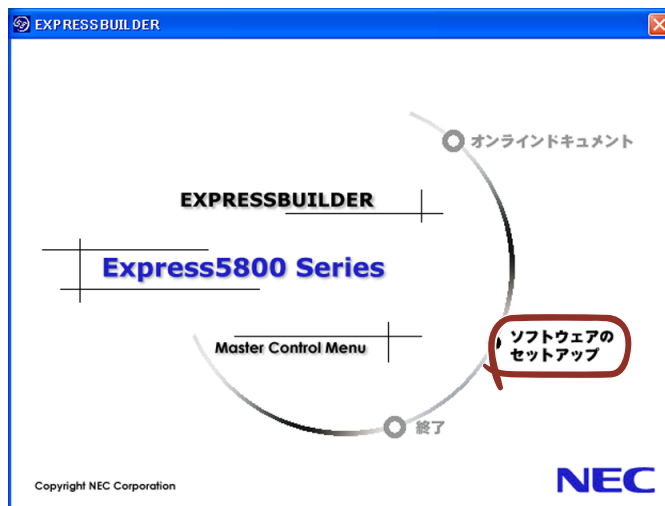 EXPRESSBUILDER
オンラインドキュメント
EXPRESSBUILDER
Express5800 Series
ソフトウェアの
セットアップ
Master Control Menu
終了
Copyright NEC Corporation
NEC